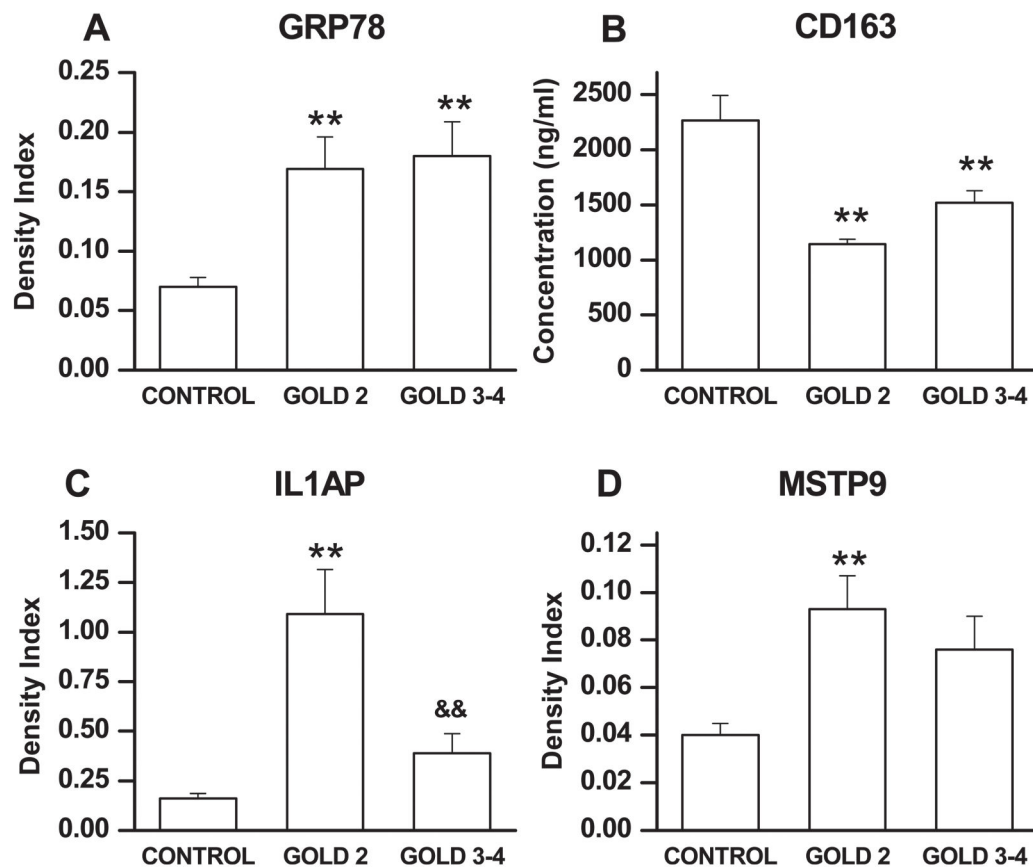 A GRP78
Density Index
0.25
0.20
0.15
0.10
0.05
0.00
** **
CONTROL GOLD 2 GOLD 3-4
B CD163
Concentration (ng/ml)
2500
2000
1500
1000
500
0
** **
CONTROL GOLD 2 GOLD 3-4
C IL1AP
Density Index
1.50
1.25
1.00
0.75
0.50
0.25
0.00
** &&
CONTROL GOLD 2 GOLD 3-4
D MSTP9
Density Index
0.12
0.10
0.08
0.06
0.04
0.02
0.00
**
CONTROL GOLD 2 GOLD 3-4